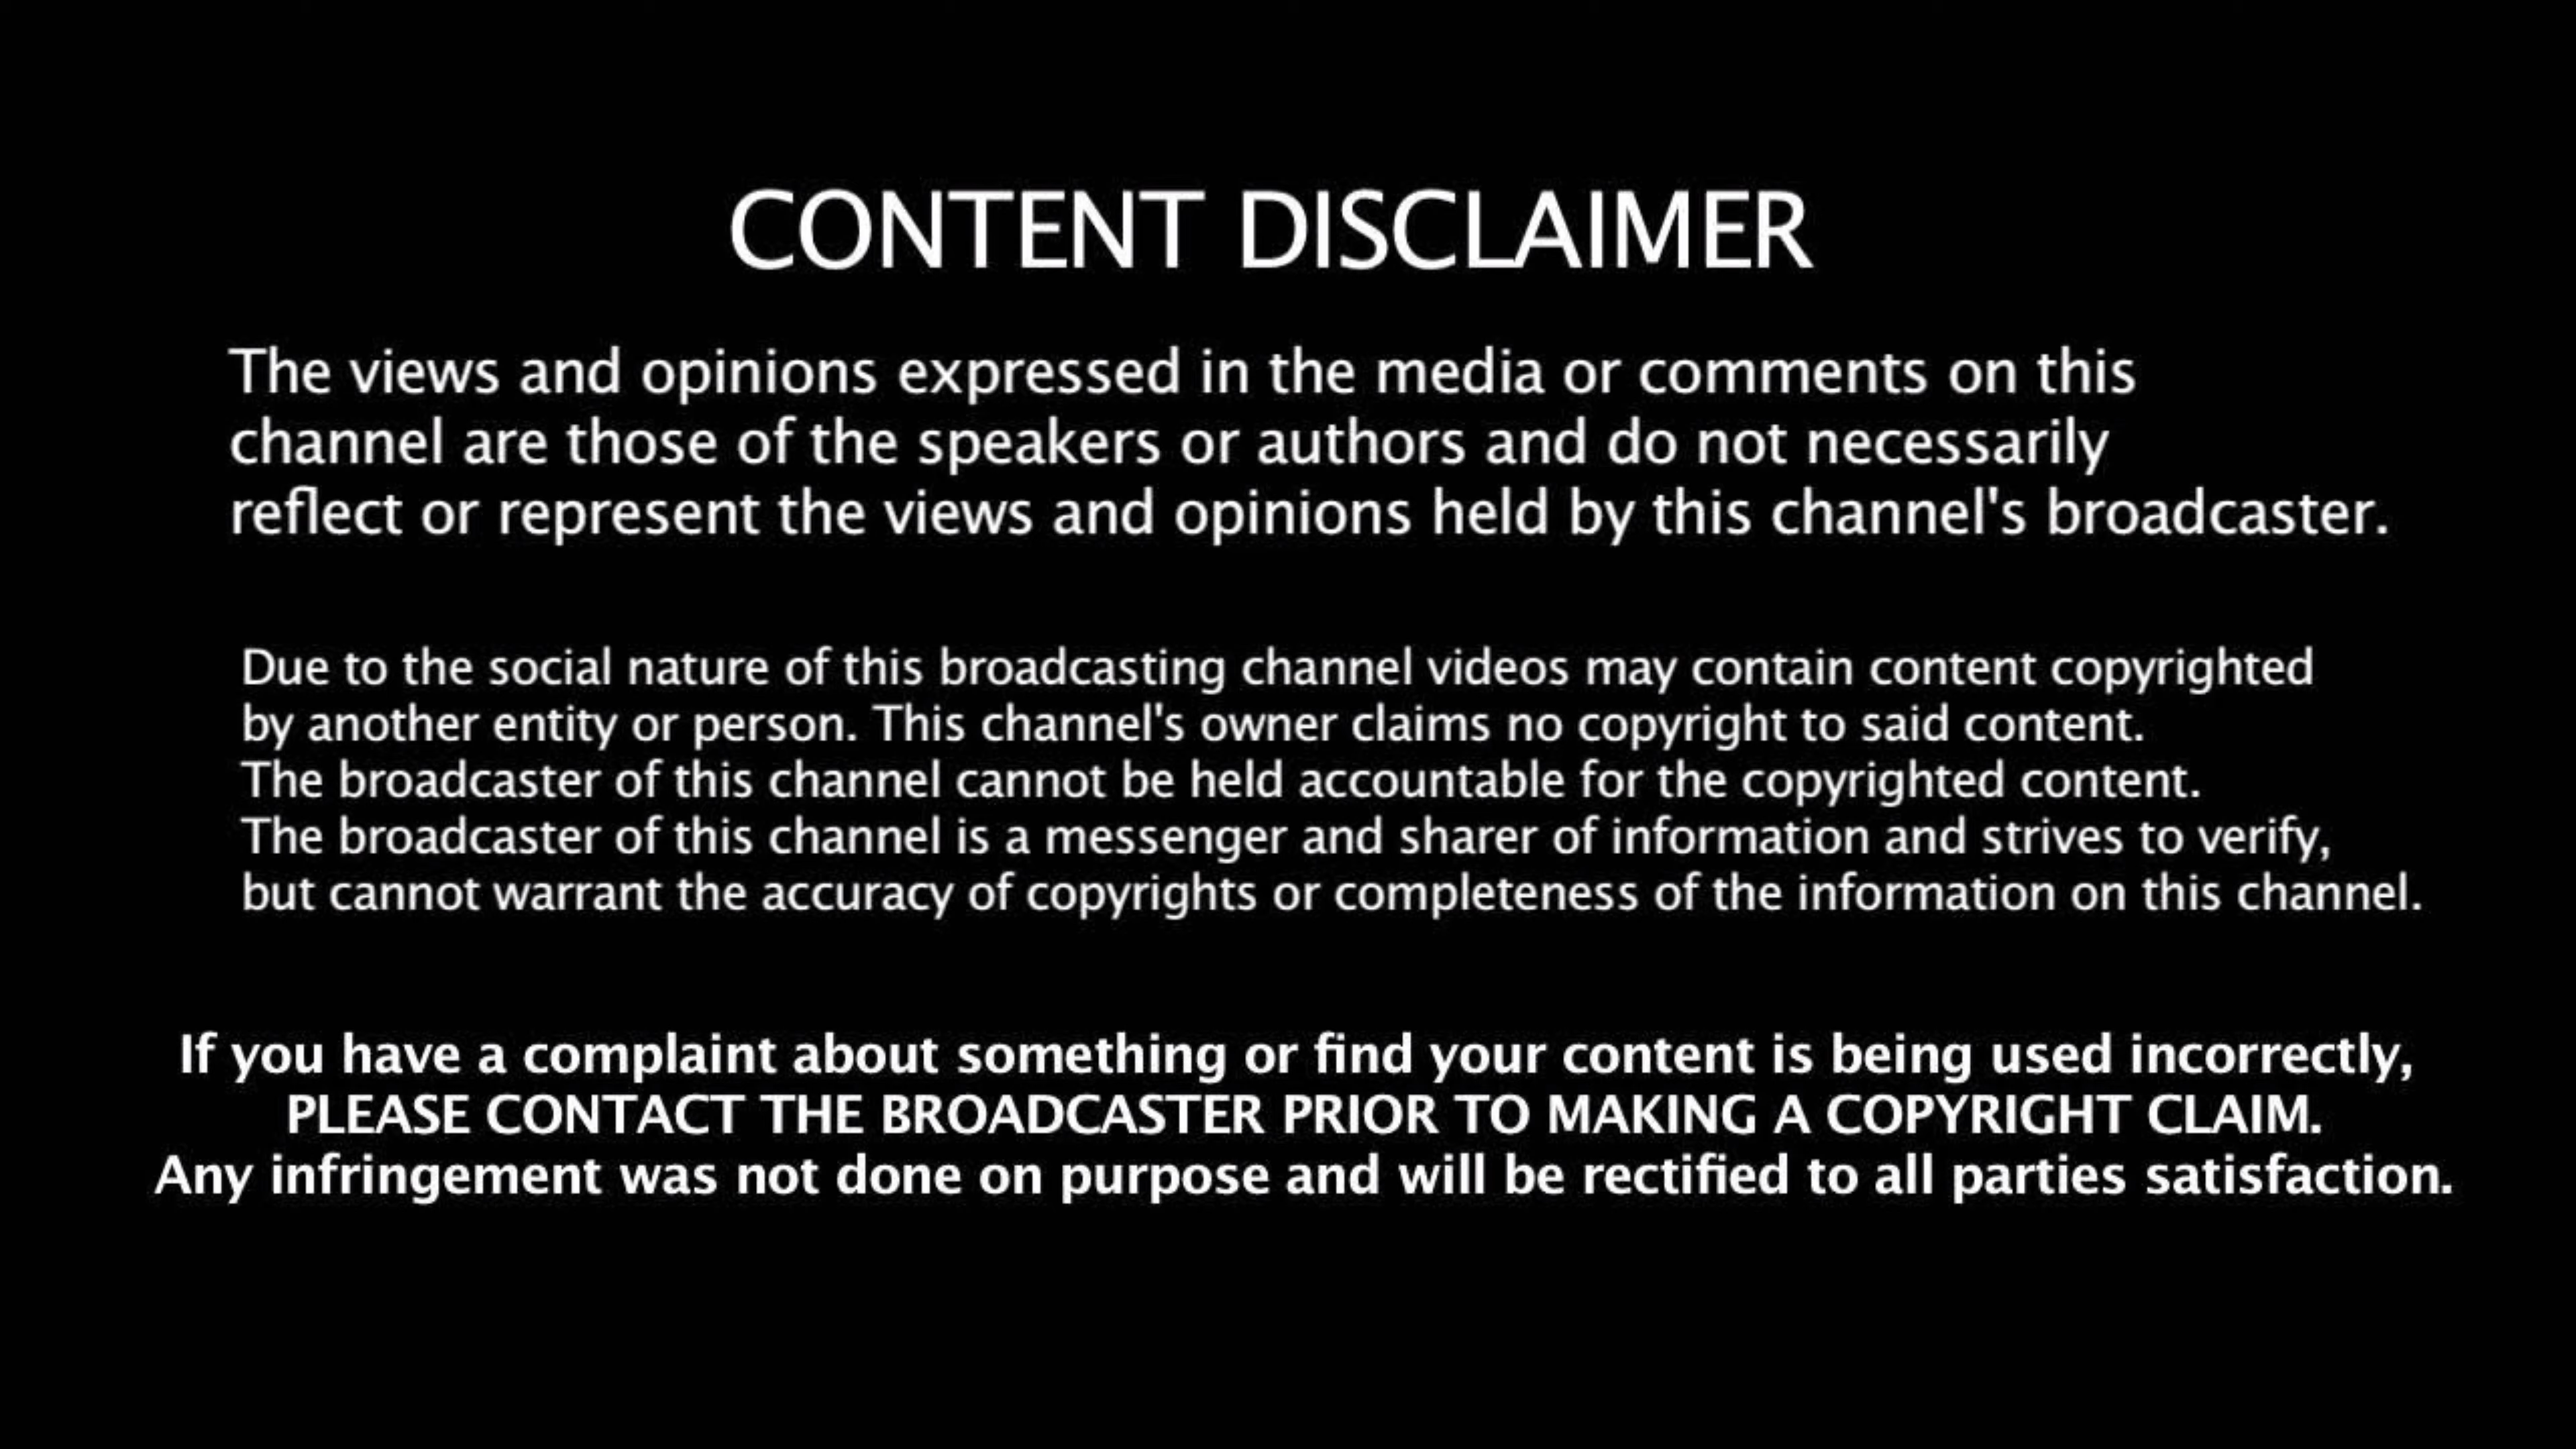 CONTENT DISCLAIMER
The views and opinions expressed in the media or comments on this
channel are those of the speakers or authors and do not necessarily
reflect or represent the views and opinions held by this channel's broadcaster.
Due to the social nature of this broadcasting channel videos may contain content copyrighted
by another entity or person. This channel's owner claims no copyright to said content.
The broadcaster of this channel cannot be held accountable for the copyrighted content.
The broadcaster of this channel is a messenger and sharer of information and strives to verify,
but cannot warrant the accuracy of copyrights or completeness of the information on this channel.
If you have a complaint about something or find your content is being used incorrectly,
PLEASE CONTACT THE BROADCASTER PRIOR TO MAKING A COPYRIGHT CLAIM.
Any infringement was not done on purpose and will be rectified to all parties satisfaction.